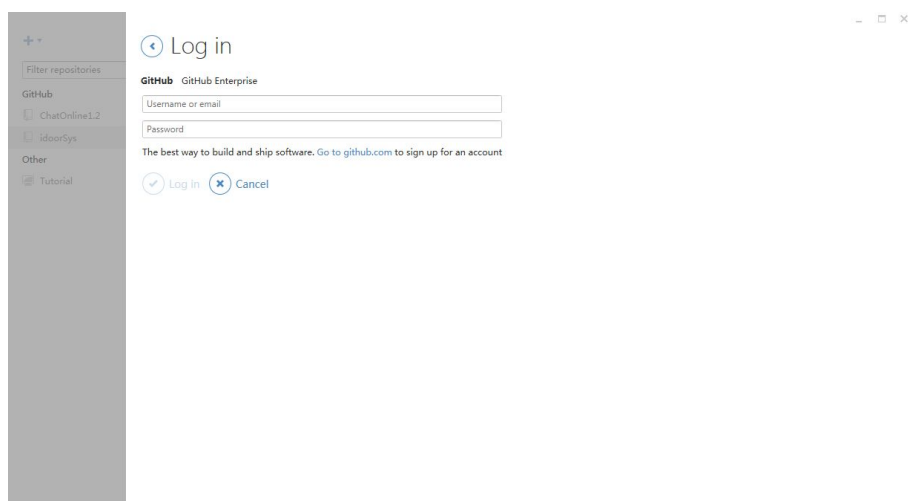 Log in
Filter repositories
GitHub GitHub Enterprise
GitHub
Username or email
ChatOnline1.2
Password
idoorSys
The best way to build and ship software. Go to github.com to sign up for an account
Other
Tutorial
Log in Cancel